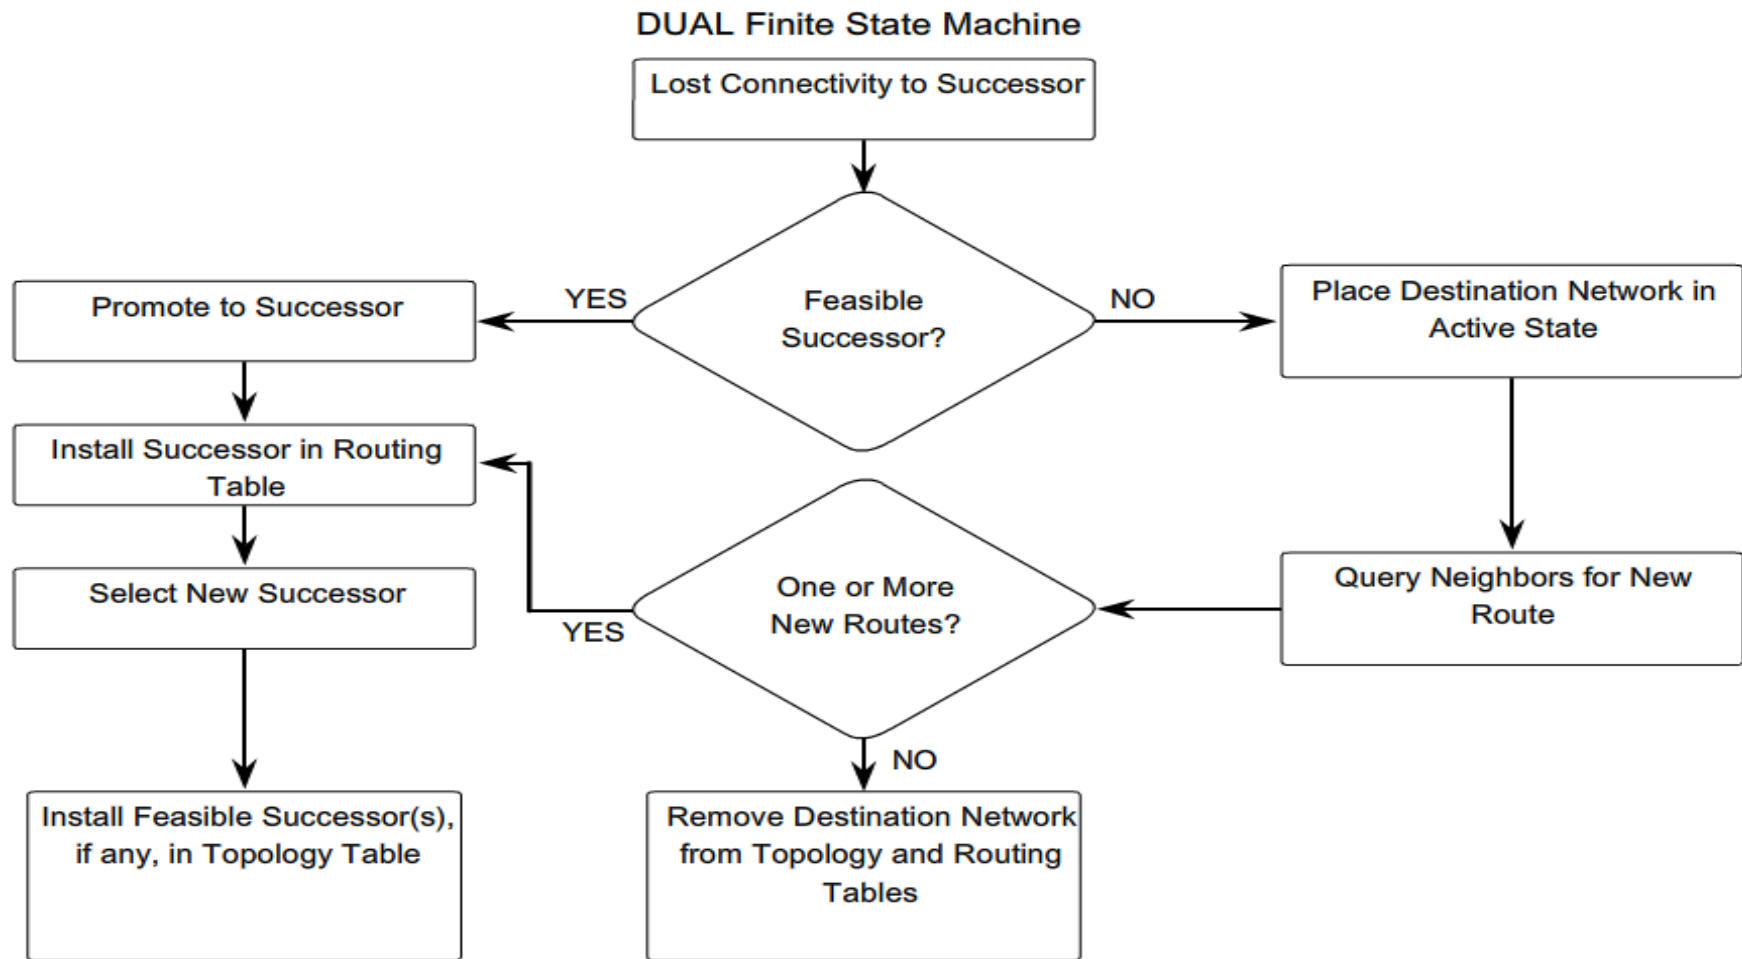 DUAL Finite State Machine
Lost Connectivity to Successor
Feasible
Successor?
YES
NO
Promote to Successor
Place Destination Network in
Active State
Install Successor in Routing
Table
Query Neighbors for New
Route
One or More
New Routes?
YES
NO
Select New Successor
Install Feasible Successor(s),
if any, in Topology Table
Remove Destination Network
from Topology and Routing
Tables